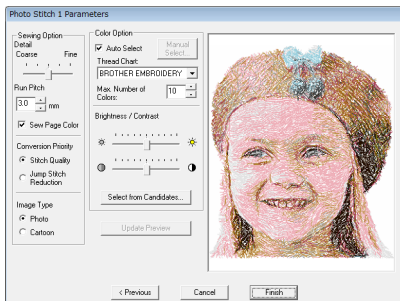 Photo Stitch 1 Parameters
Sewing Option
Detail
Coarse Fine
Run Pitch
3.0 mm
Sew Page Color
Conversion Priority
Stitch Quality
Jump Stitch
Reduction
Image Type
Photo
Cartoon
Color Option
Auto Select
Manual
Select...
Thread Chart:
BROTHER EMBROIDERY
Max. Number of
Colors:
10
Brightness / Contrast
Select from Candidates...
Update Preview
< Previous
Cancel
Finish